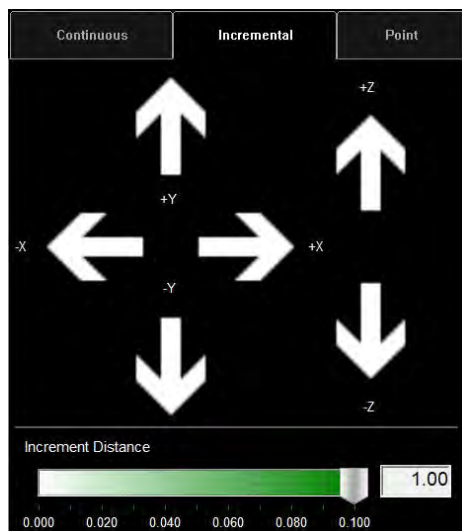 Continuous Incremental Point
+Z
+Y
-X +X
-Y
-Z
Increment Distance
1.00
0.000 0.020 0.040 0.060 0.080 0.100